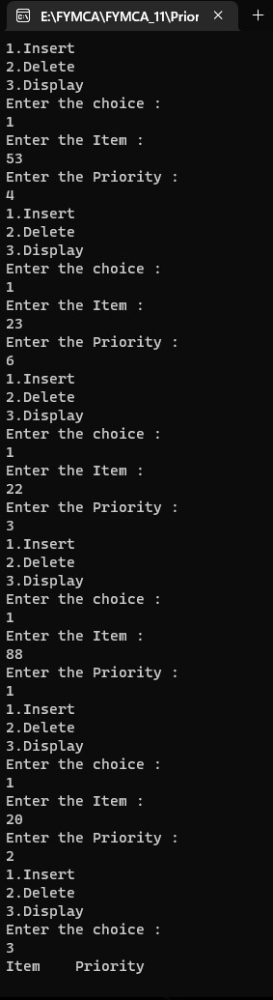 E:\FYMCA\FYMCA_11\Prior
1.Insert
2.Delete
3.Display
Enter the choice :
1
Enter the Item :
53
Enter the Priority :
4
1.Insert
2.Delete
3.Display
Enter the choice :
1
Enter the Item :
23
Enter the Priority :
6
1.Insert
2.Delete
3.Display
Enter the choice :
1
Enter the Item :
22
Enter the Priority :
3
1.Insert
2.Delete
3.Display
Enter the choice :
1
Enter the Item :
88
Enter the Priority :
1
1.Insert
2.Delete
3.Display
Enter the choice :
1
Enter the Item :
20
Enter the Priority :
2
1.Insert
2.Delete
3.Display
Enter the choice :
3
Item    Priority